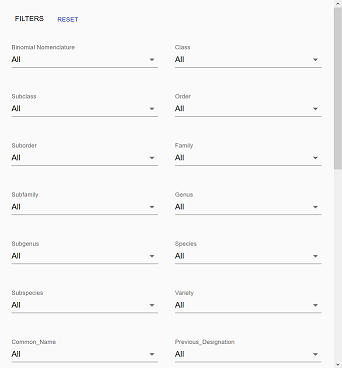 FILTERS RESET
Binomial Nomenclature Class
All All
Subclass Order
All All
Suborder Family
All All
Subfamily Genus
All All
Subgenus Species
All All
Subspecies Variety
All All
Common_Name Previous_Designation
All All